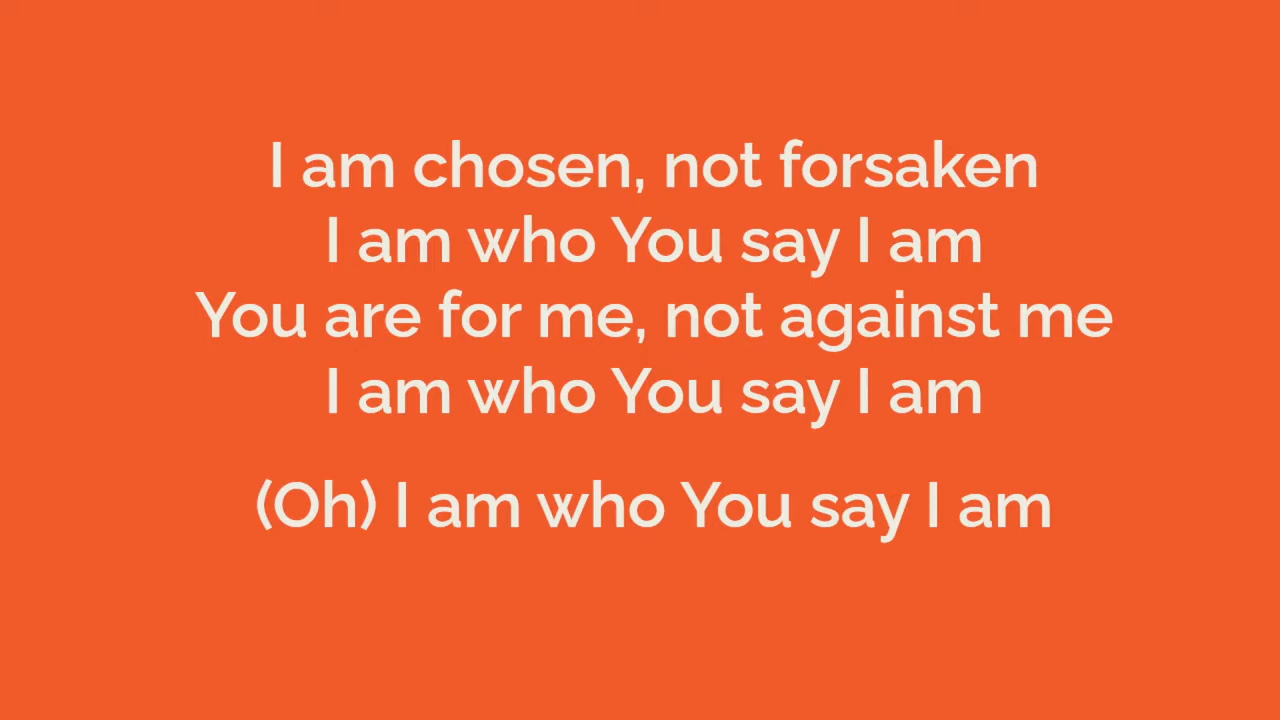 I am chosen, not forsaken
I am who You say I am
You are for me, not against me
I am who You say I am
(Oh) I am who You say I am